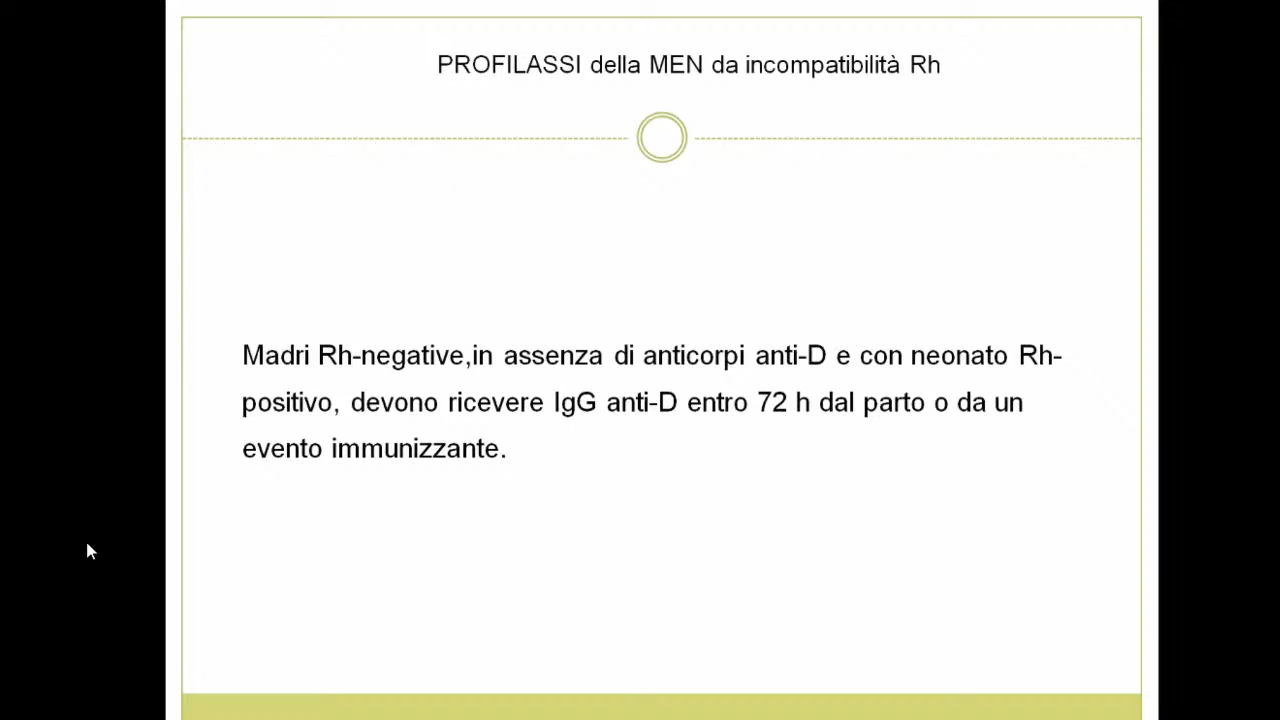 PROFILASSI della MEN da incompatibilità Rh
Madri Rh-negative,in assenza di anticorpi anti-D e con neonato Rh-
positivo, devono ricevere IgG anti-D entro 72 h dal parto o da un
evento immunizzante.